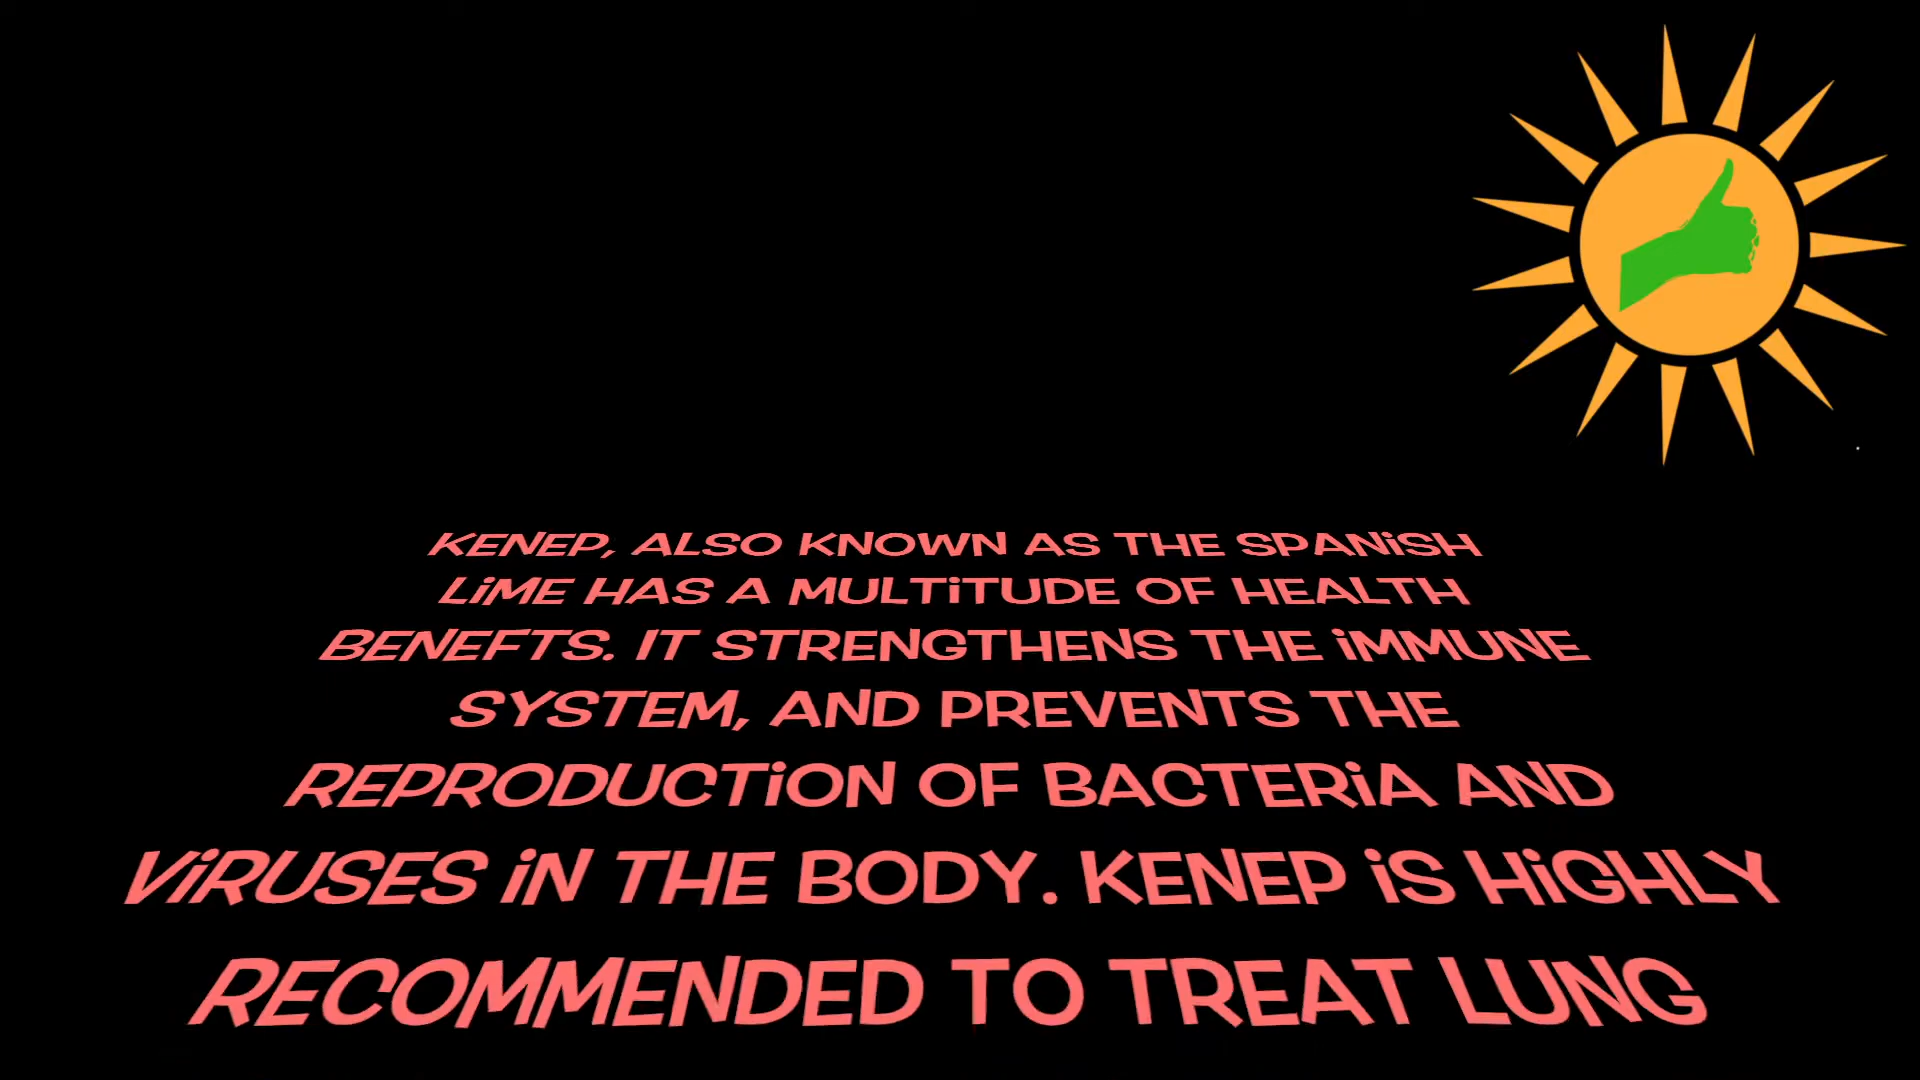 KENEP, ALSO KNOWN AS THE SPANiSH
LiME HAS A MULTiTUDE OF HEALTH
BENEFTS. IT STRENGTHENS THE iMMUNE
SYSTEM, AND PREVENTS THE
REPRODUCTiON OF BACTERiA AND
ViRUSES iN THE BODY. KENEP iS HiGHLY
RECOMMENDED TO TREAT LUNG